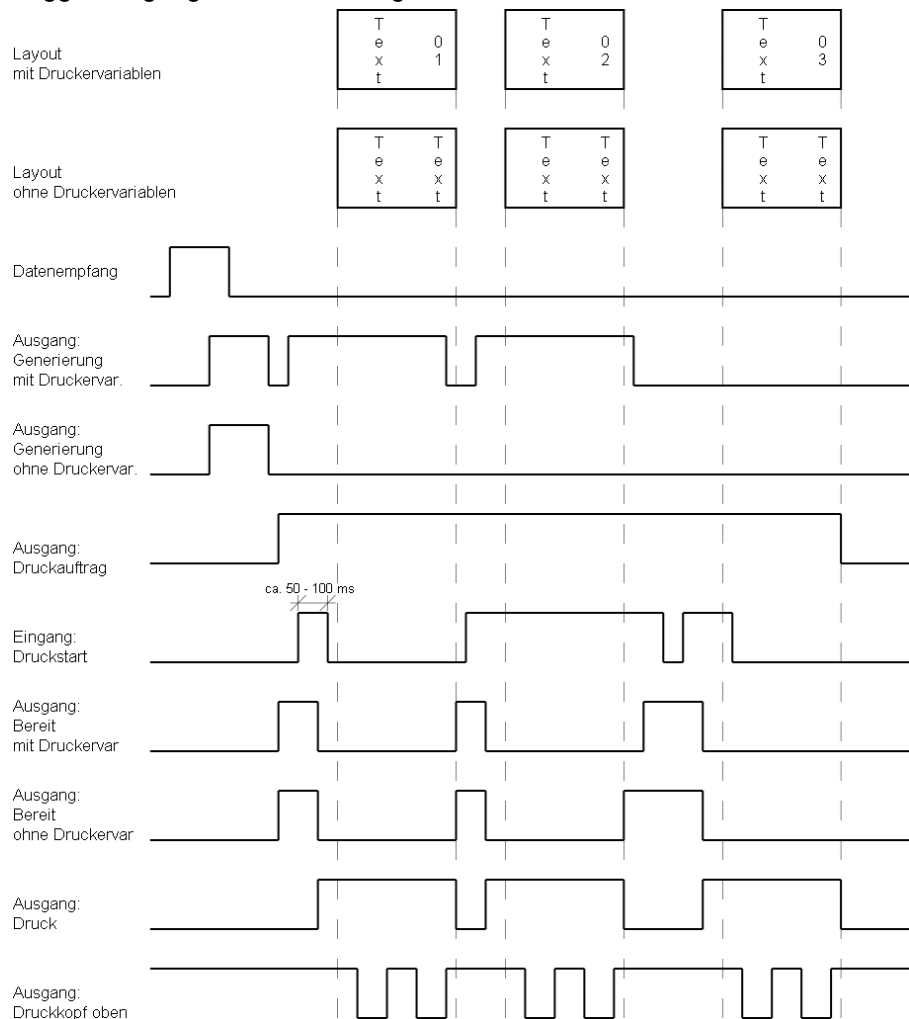 T T T
e 0 e 0 e 0
x 1 x 2 x 3
t t t
Layout
mit Druckervariablen
T T T T T T
e e e e e e
x x x x x x
t t t t t t
Layout
ohne Druckervariablen
Datenempfang
Ausgang:
Generierung
mit Druckervar.
Ausgang:
Generierung
ohne Druckervar.
Ausgang:
Druckauftrag
ca. 50 - 100 ms
Eingang:
Druckstart
Ausgang:
Bereit
mit Druckervar
Ausgang:
Bereit
ohne Druckervar
Ausgang:
Druck
Ausgang:
Druckkopf oben